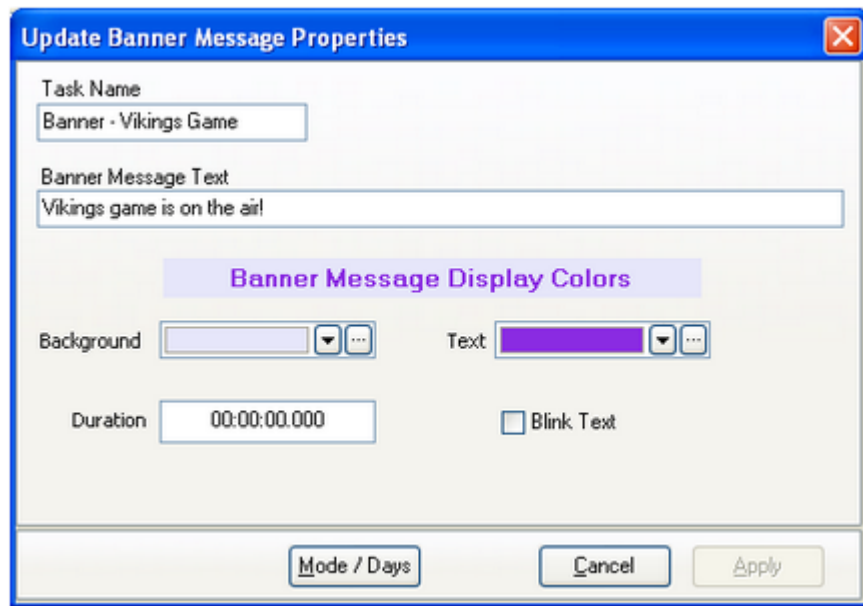 Update Banner Message Properties
Task Name
Banner - Vikings Game
Banner Message Text
Vikings game is on the air!
Banner Message Display Colors
Background
Text
Duration
00:00:00.000
Blink Text
Mode / Days
Cancel
Apply